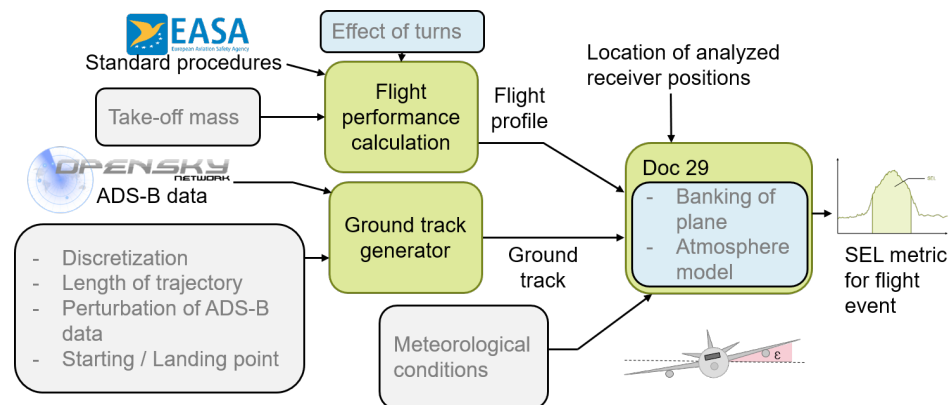 EASA
European Aviation Safety Agency
Standard procedures
Effect of turns
Take-off mass
Flight
performance
calculation
Flight
profile
Location of analyzed
receiver positions
OPENSKY
NETWORK
ADS-B data
Ground track
generator
Ground
track
- Discretization
- Length of trajectory
- Perturbation of ADS-B
data
- Starting / Landing point
Meteorological
conditions
Doc 29
- Banking of
plane
- Atmosphere
model
SEL
SEL metric
for flight
event
ε